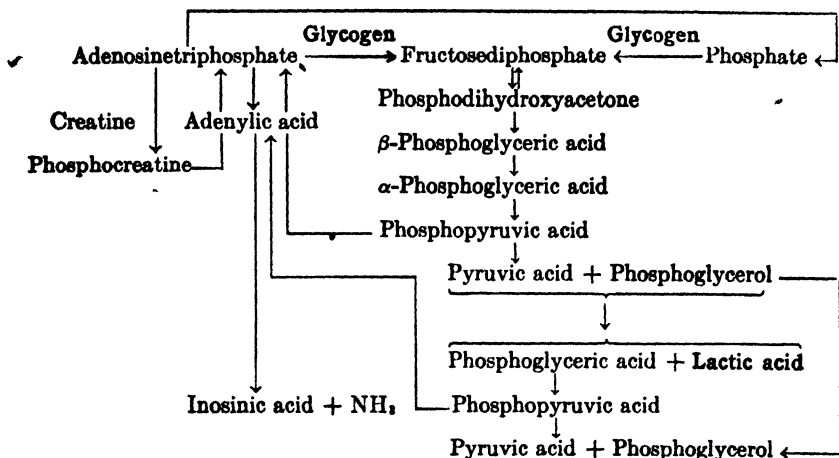 Glycogen Glycogen
Adenosinetriphosphate Fructosediphosphate Phosphate
Phosphodihydroxyacetone
Creatine Adenylic acid
β-Phosphoglyceric acid
Phosphocreatine
α-Phosphoglyceric acid
Phosphopyruvic acid
Pyruvic acid + Phosphoglycerol
Phosphoglyceric acid + Lactic acid
Inosinic acid + NH₃ Phosphopyruvic acid
Pyruvic acid + Phosphoglycerol